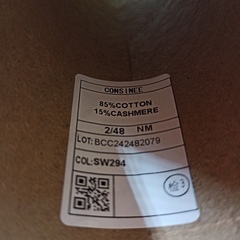 CONSINEE
85%COTTON
15%CASHMERE
2/48 NM
LOT: BCC242482079
COL: SW294